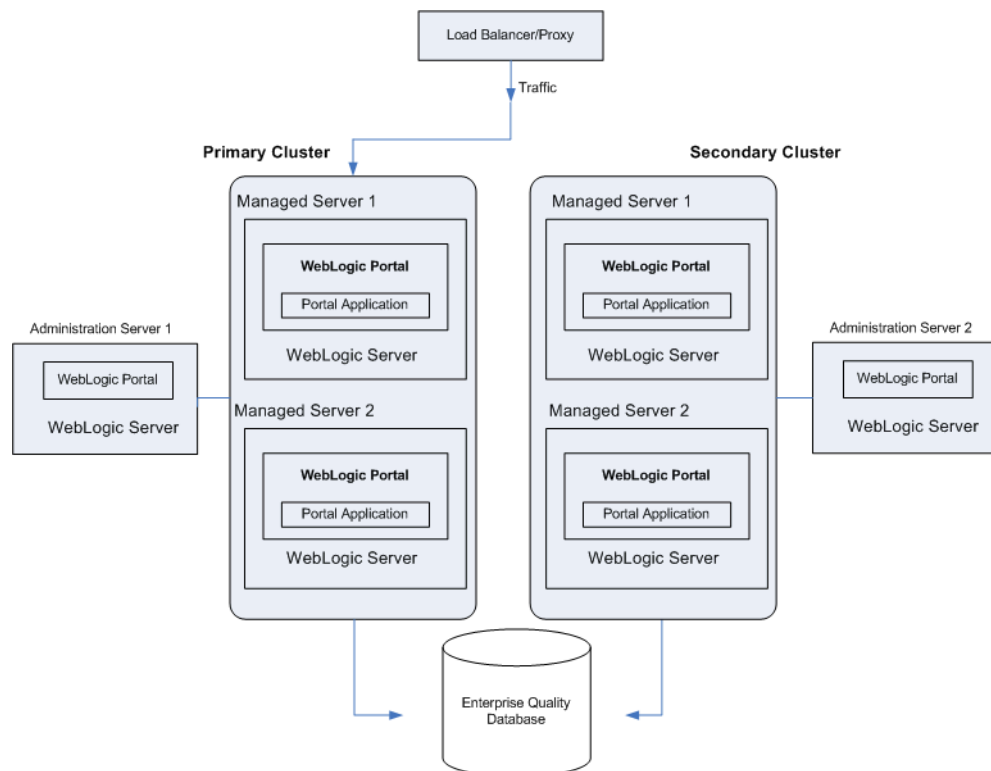 Load Balancer/Proxy
Traffic
Primary Cluster
Secondary Cluster
Managed Server 1
WebLogic Portal
Portal Application
WebLogic Server
Managed Server 2
WebLogic Portal
Portal Application
WebLogic Server
Managed Server 1
WebLogic Portal
Portal Application
WebLogic Server
Managed Server 2
WebLogic Portal
Portal Application
WebLogic Server
Administration Server 1
WebLogic Portal
WebLogic Server
Administration Server 2
WebLogic Portal
WebLogic Server
Enterprise Quality
Database